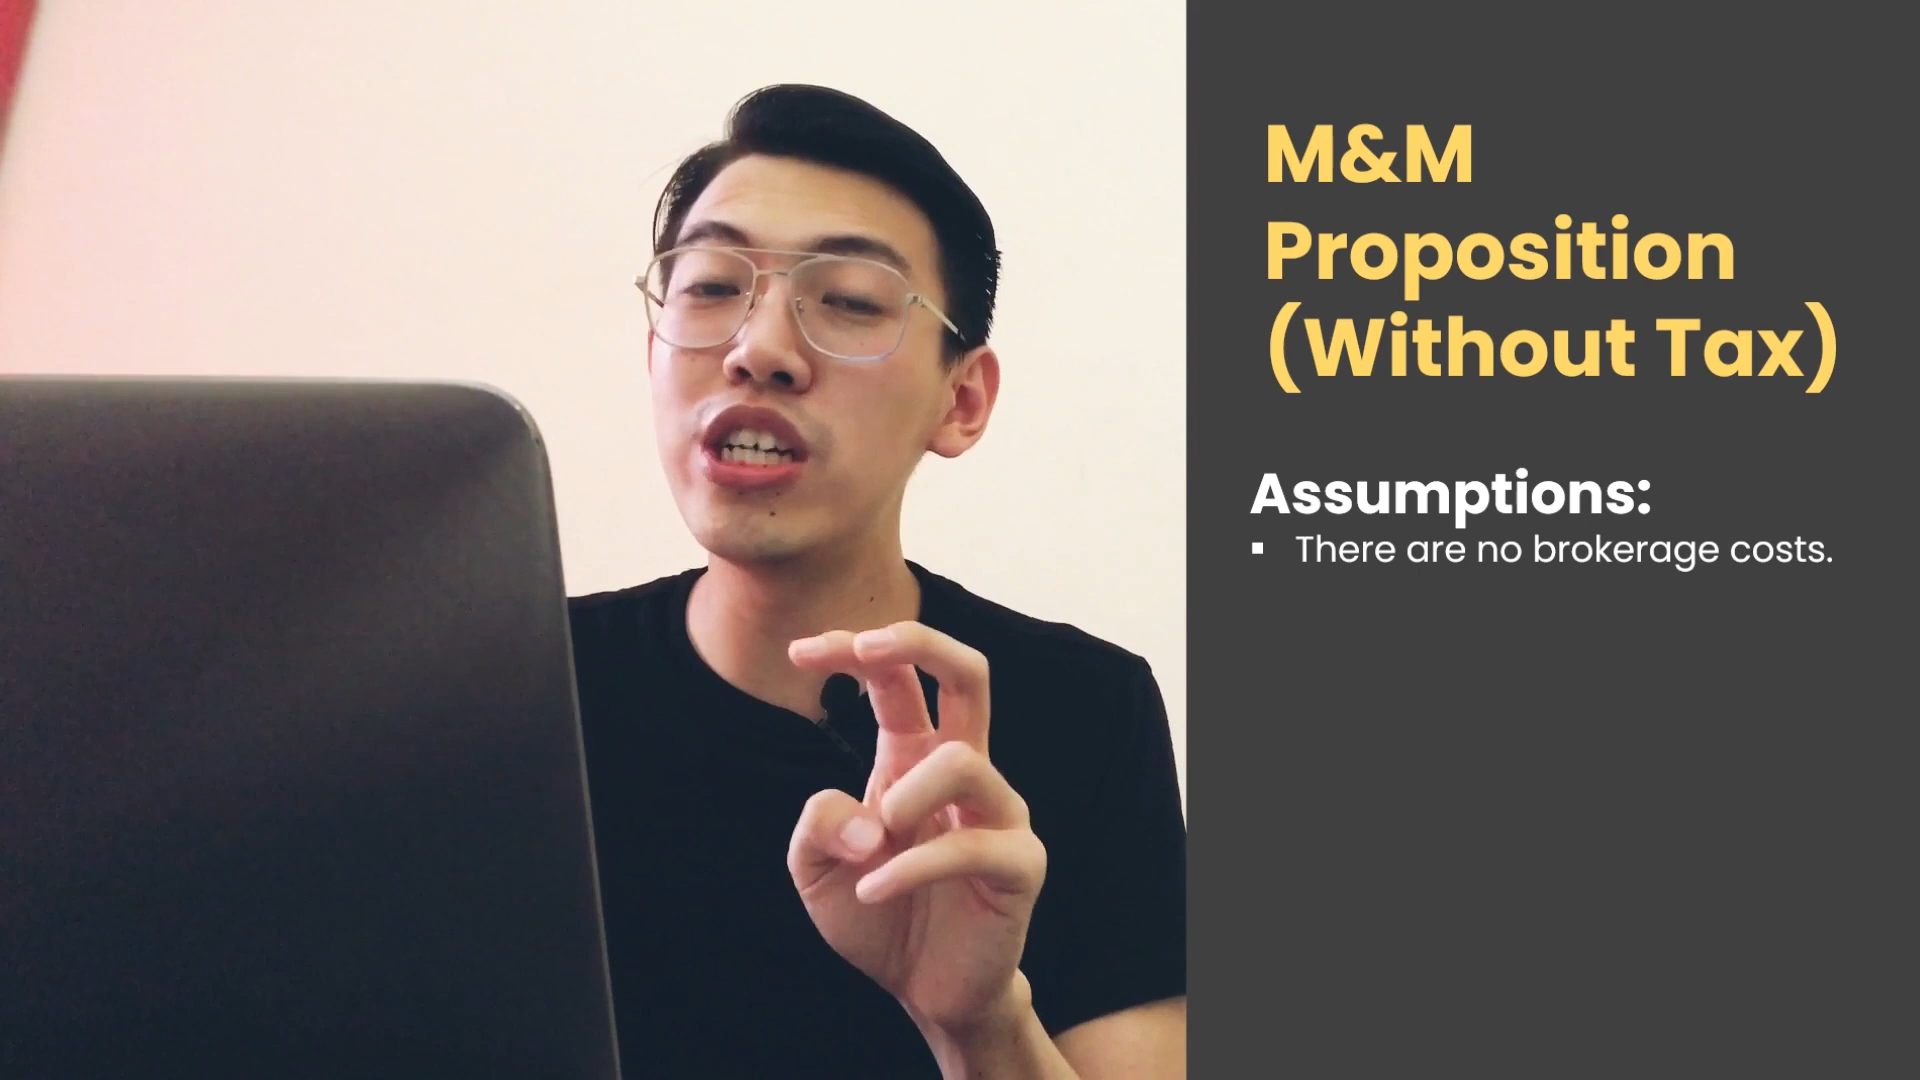 M&M
Proposition
(Without Tax)
Assumptions:
▪ There are no brokerage costs.